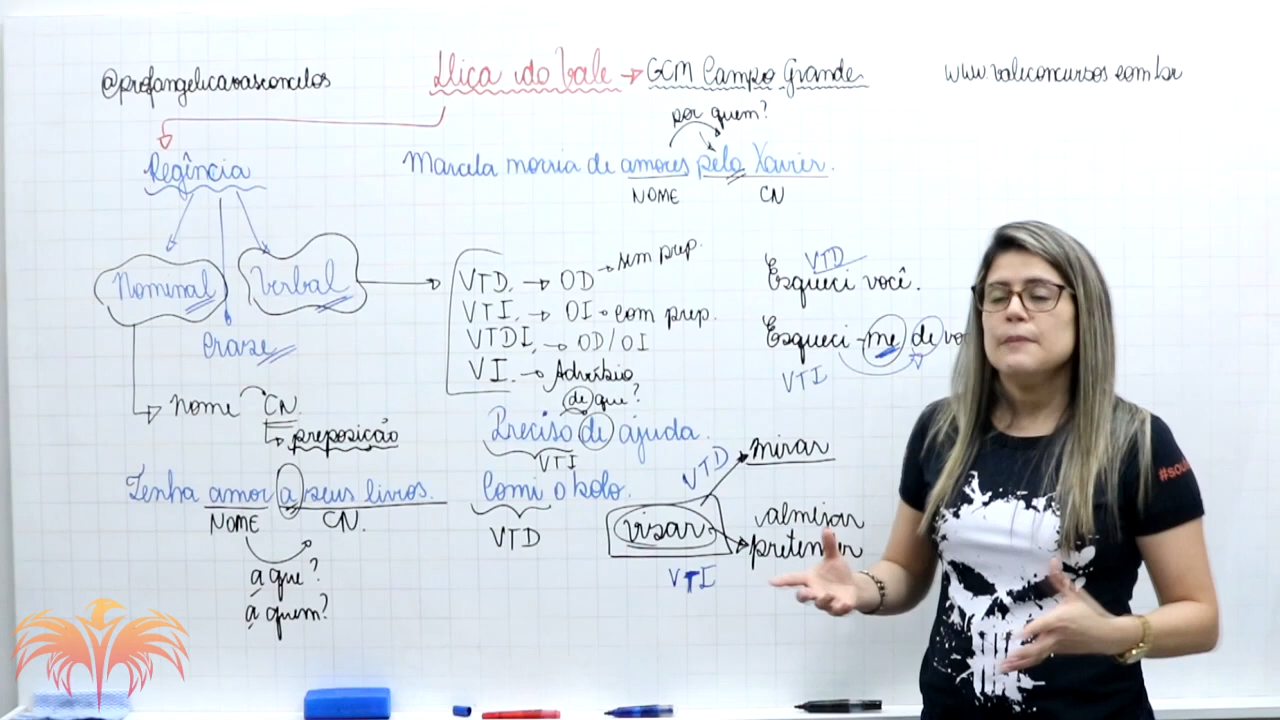 @profangelicavasconcelos
Dica do Vale → GCM Campo Grande
www.valeconcursos.com.br
por quem?
Regência
Marcela morria de amores pelo Xavier.
NOME CN
Nominal
Verbal
Crase
VTD. → OD → sem prep.
VTI. → OI → com prep.
VTDI. → OD/OI
VI. → Advérbio
VTD
Esqueci você.
Esqueci-me de vo
VTI
nome CN.
preposição
de que?
Preciso de ajuda.
VTI
Tenha amor a seus livros.
NOME CN.
a que?
a quem?
Comi o bolo.
VTD
VTD
mirar
visar
almejar
pretender
VTI
#sou